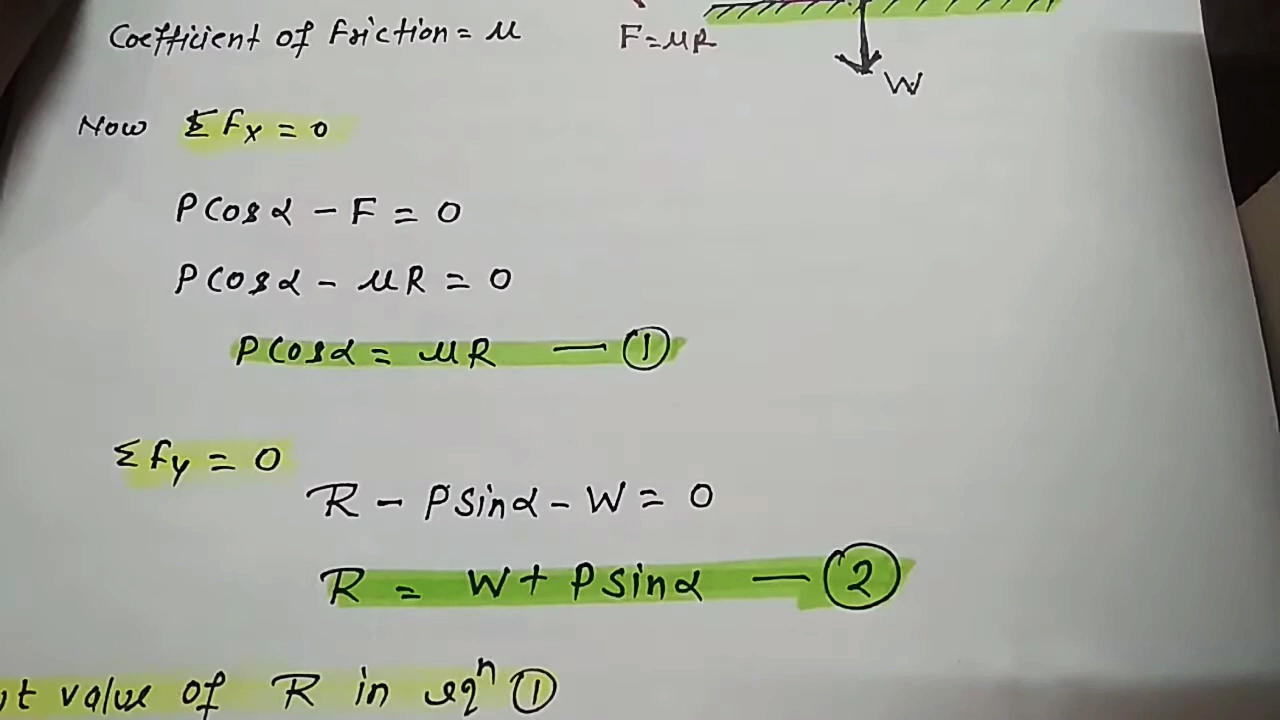 Coefficient of Friction = μ
F = μR
W
Now ΣFx = 0
P Cos α - F = 0
P Cos α - μR = 0
P Cos α = μR — ①
ΣFy = 0
R - P Sin α - W = 0
R = W + P Sin α — ②
value of R in eqⁿ ①